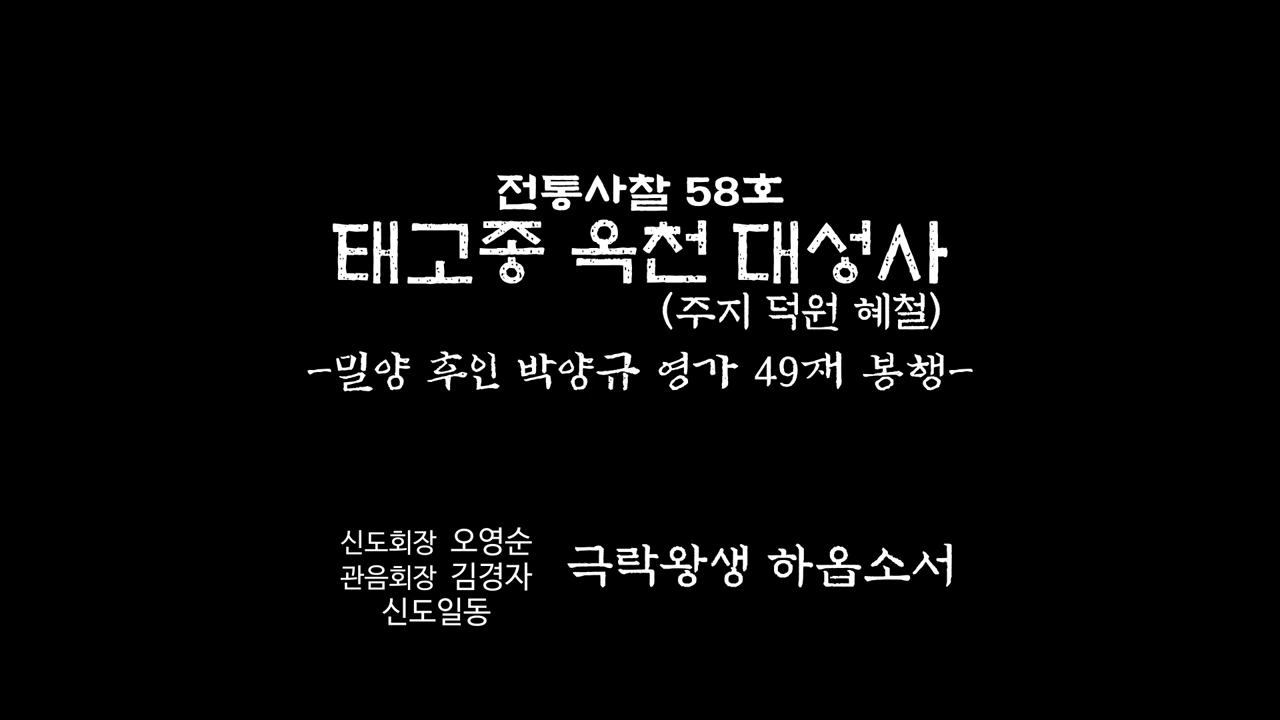 전통사찰 58호
태고종 옥천 대성사
(주지 덕원 혜철)
-밀양 후인 박양규 영가 49재 봉행-
신도회장 오영순
관음회장 김경자
신도일동
극락왕생 하옵소서